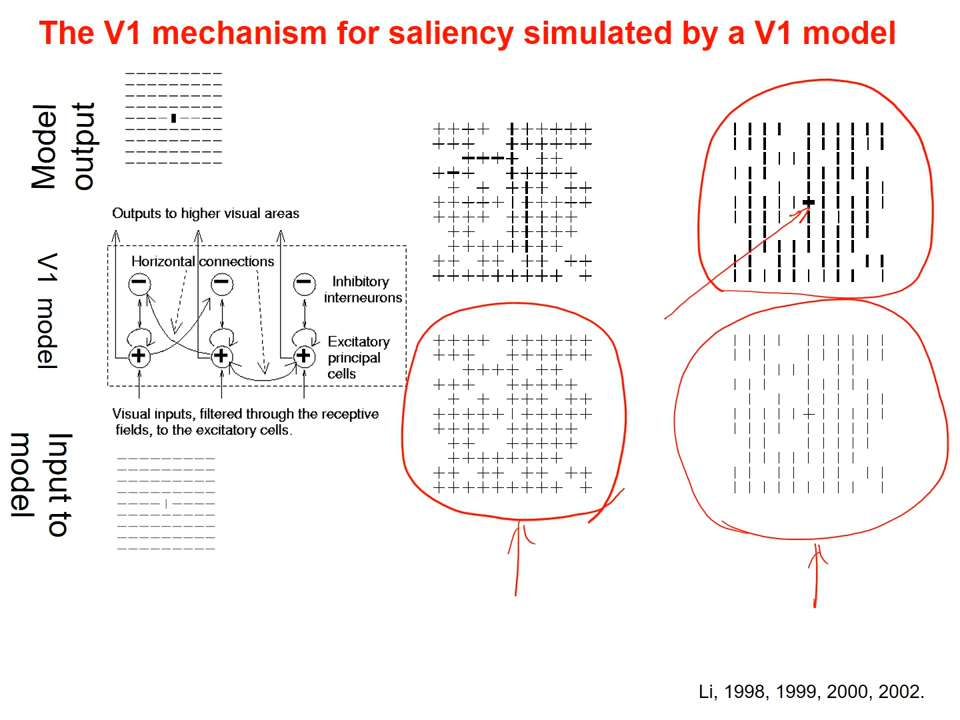 The V1 mechanism for saliency simulated by a V1 model
Model
output
Outputs to higher visual areas
V1 model
Horizontal connections
Inhibitory
interneurons
Excitatory
principal
cells
Visual inputs, filtered through the receptive
fields, to the excitatory cells.
Input to
model
Li, 1998, 1999, 2000, 2002.